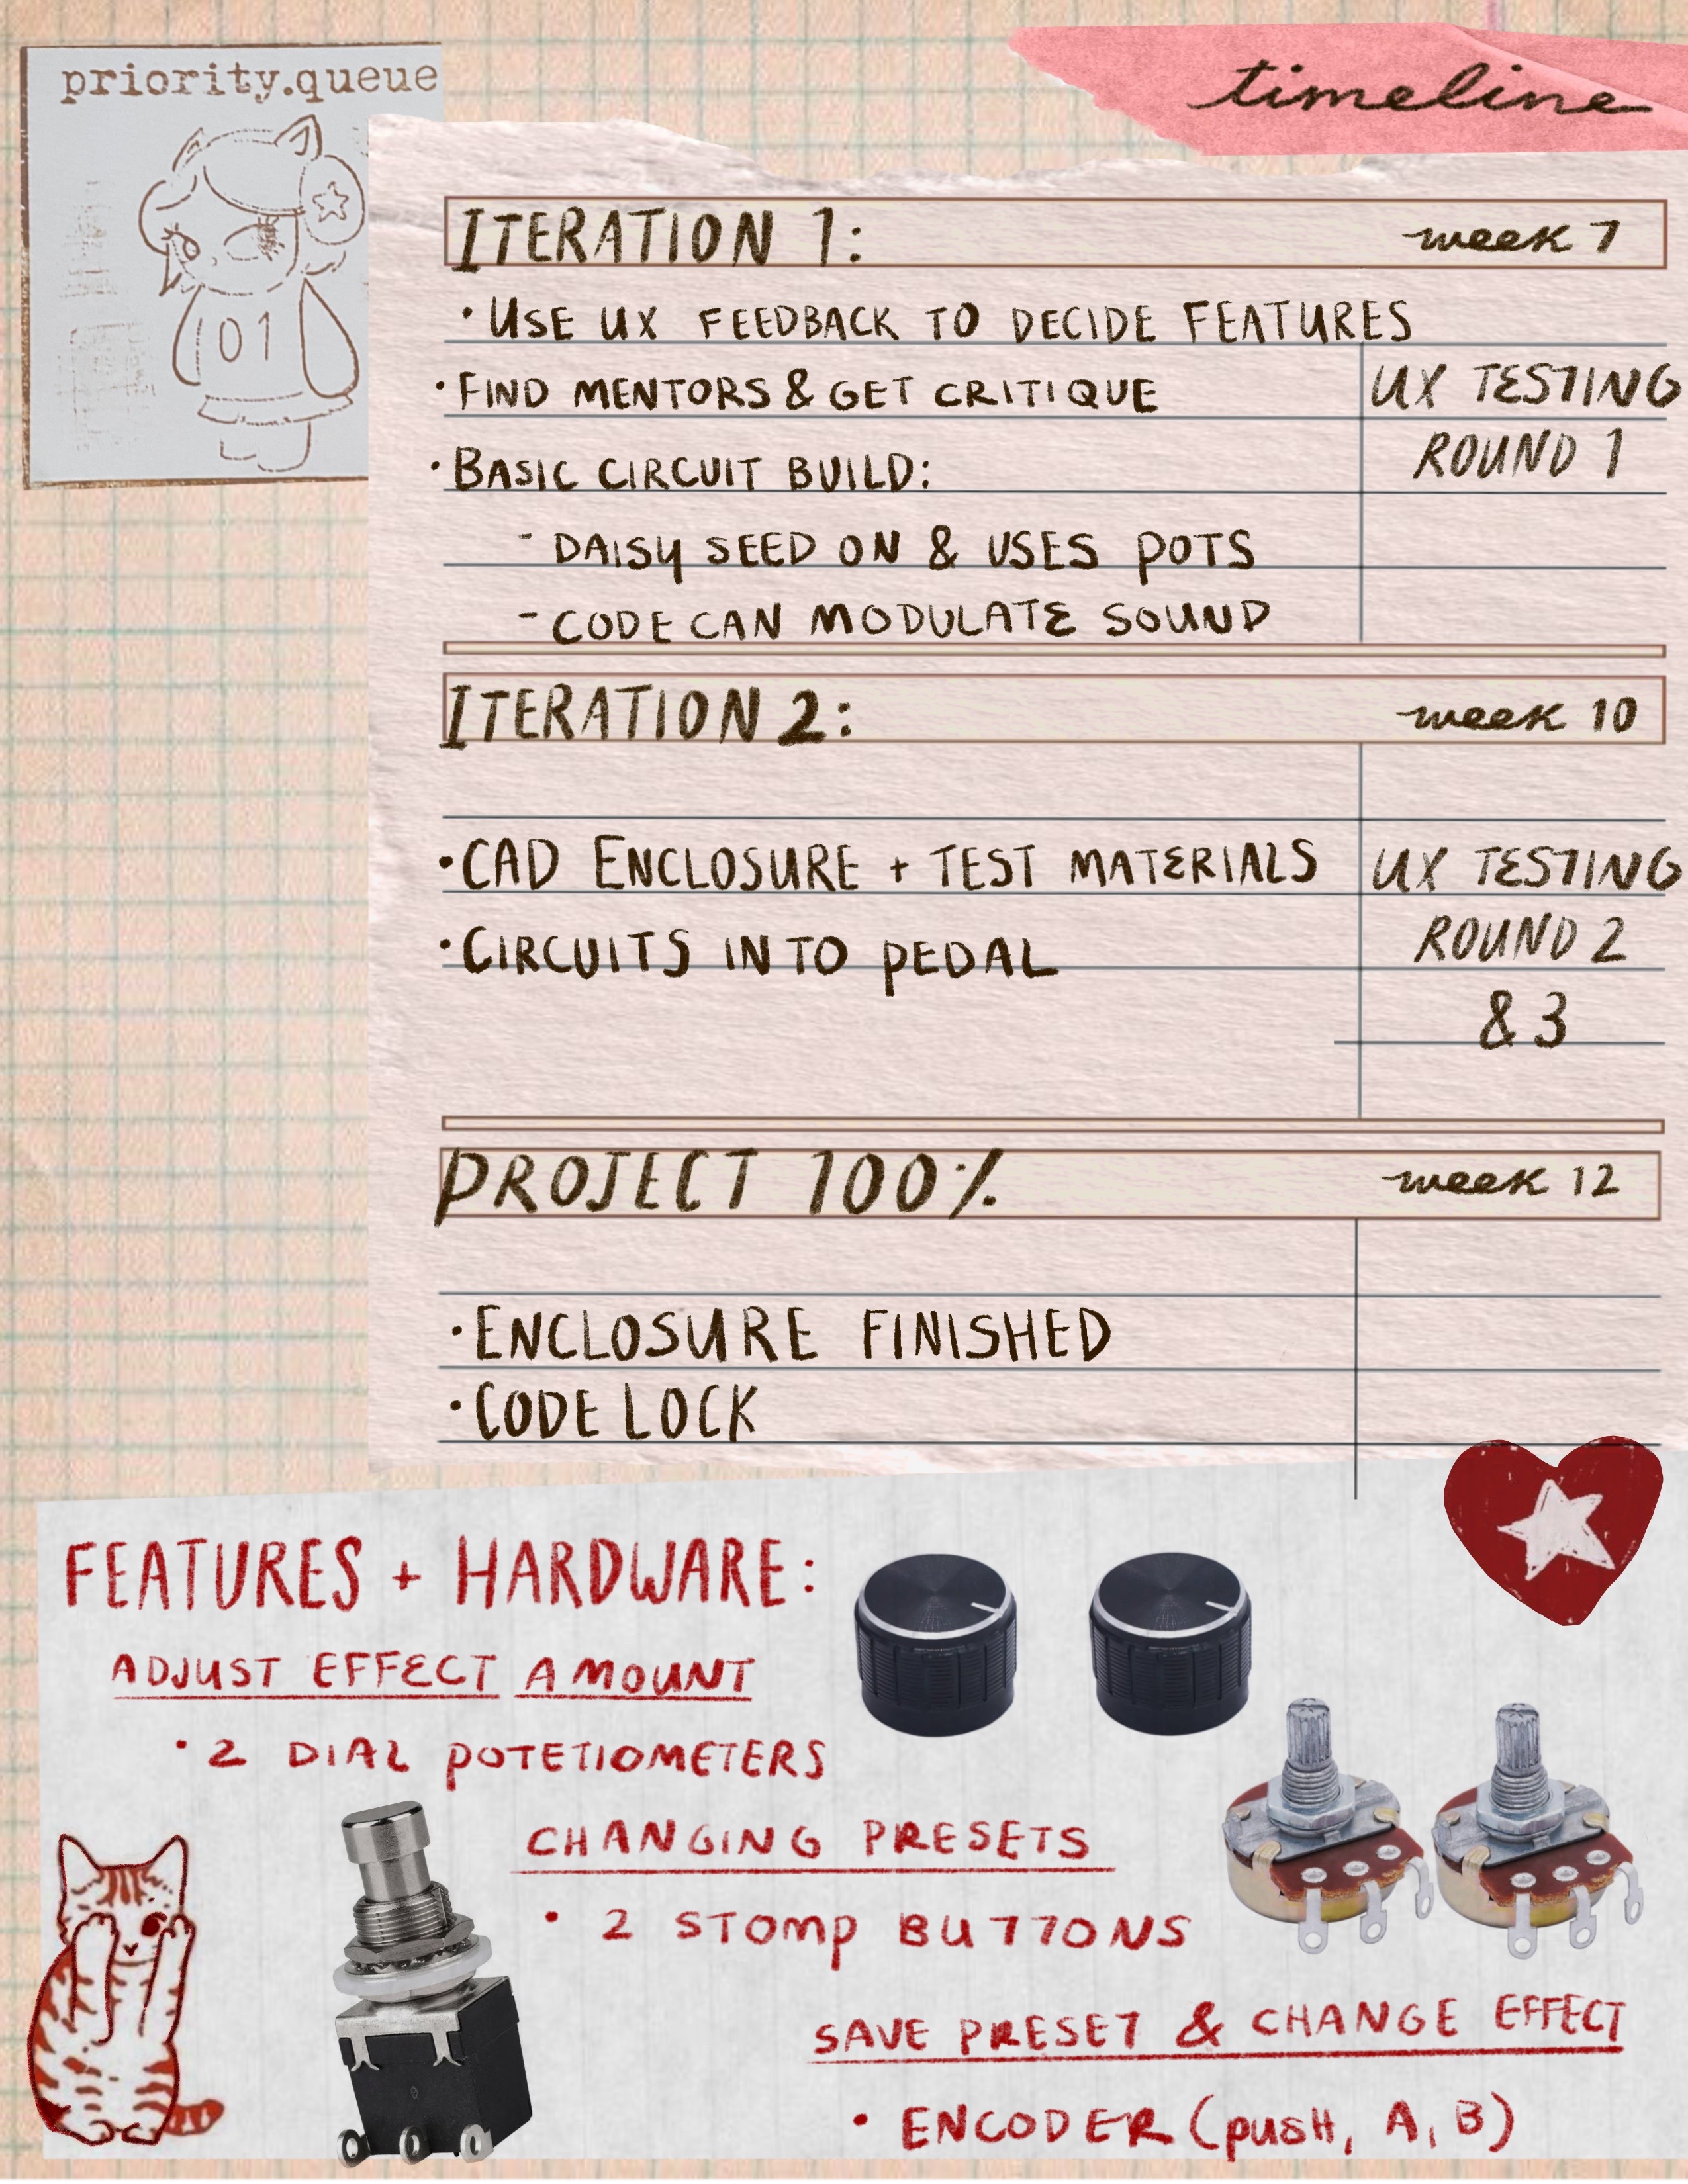 priority.queue
timeline
01
ITERATION 1: week 7
• USE UX FEEDBACK TO DECIDE FEATURES
• FIND MENTORS & GET CRITIQUE
• BASIC CIRCUIT BUILD:
- DAISY SEED ON & USES POTS
- CODE CAN MODULATE SOUND
UX TESTING
ROUND 1
ITERATION 2: week 10
• CAD ENCLOSURE + TEST MATERIALS
• CIRCUITS INTO PEDAL
UX TESTING
ROUND 2
& 3
PROJECT 100% week 12
• ENCLOSURE FINISHED
• CODE LOCK
FEATURES + HARDWARE:
ADJUST EFFECT AMOUNT
• 2 DIAL POTETIOMETERS
CHANGING PRESETS
• 2 STOMP BUTTONS
SAVE PRESET & CHANGE EFFECT
• ENCODER (PUSH, A, B)